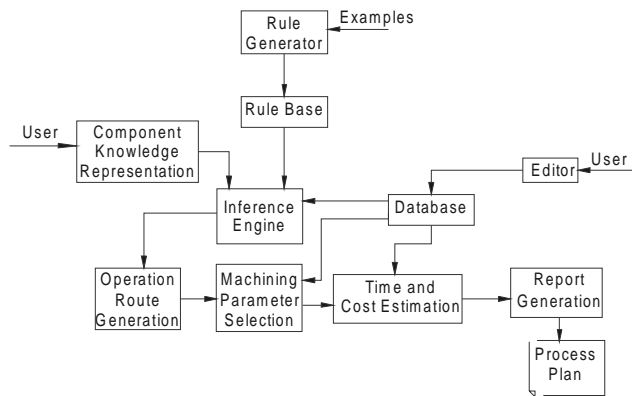 Rule
Generator
Examples
Rule Base
User
Component
Knowledge
Representation
Editor
User
Inference
Engine
Database
Operation
Route
Generation
Machining
Parameter
Selection
Time and
Cost Estimation
Report
Generation
Process
Plan